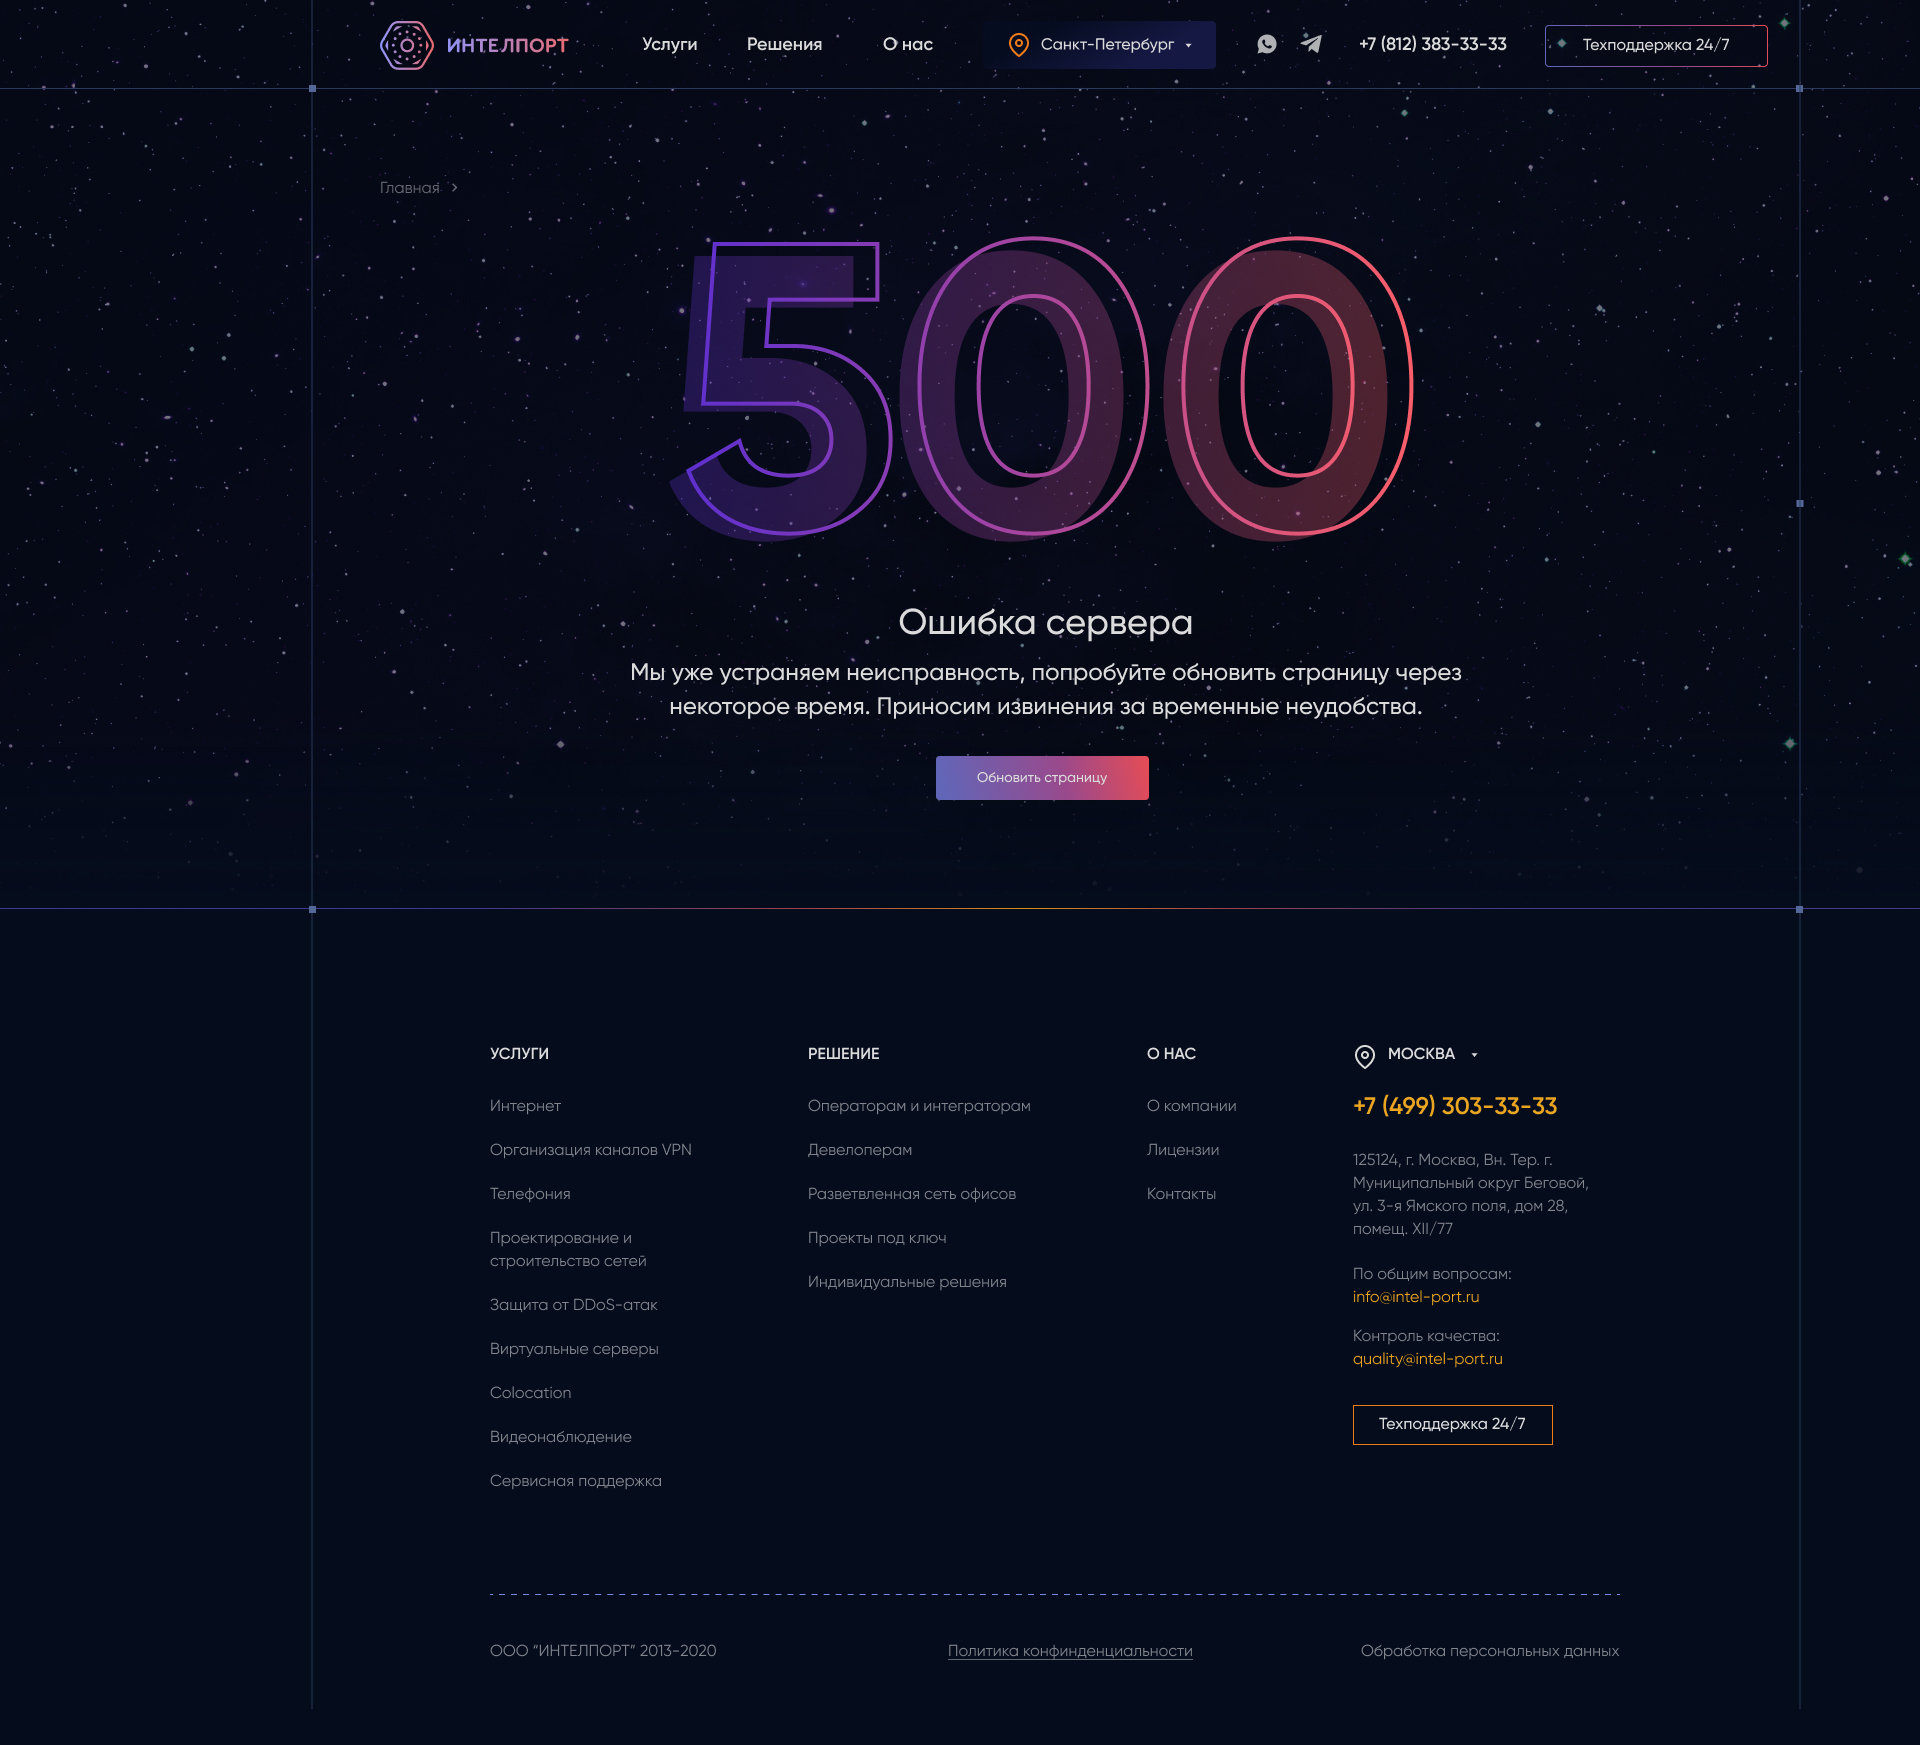 ИНТЕЛПОРТ
Услуги
Решения
О нас
Санкт-Петербург
+7 (812) 383-33-33
Техподдержка 24/7
Главная
500
Ошибка сервера
Мы уже устраняем неисправность, попробуйте обновить страницу через
некоторое время. Приносим извинения за временные неудобства.
Обновить страницу
УСЛУГИ
Интернет
Организация каналов VPN
Телефония
Проектирование и
строительство сетей
Защита от DDoS-атак
Виртуальные серверы
Colocation
Видеонаблюдение
Сервисная поддержка
РЕШЕНИЕ
Операторам и интеграторам
Девелоперам
Разветвленная сеть офисов
Проекты под ключ
Индивидуальные решения
О НАС
О компании
Лицензии
Контакты
МОСКВА
+7 (499) 303-33-33
125124, г. Москва, Вн. Тер. г.
Муниципальный округ Беговой,
ул. 3-я Ямского поля, дом 28,
помещ. XII/77
По общим вопросам:
info@intel-port.ru
Контроль качества:
quality@intel-port.ru
Техподдержка 24/7
ООО “ИНТЕЛПОРТ” 2013-2020
Политика конфинденциальности
Обработка персональных данных